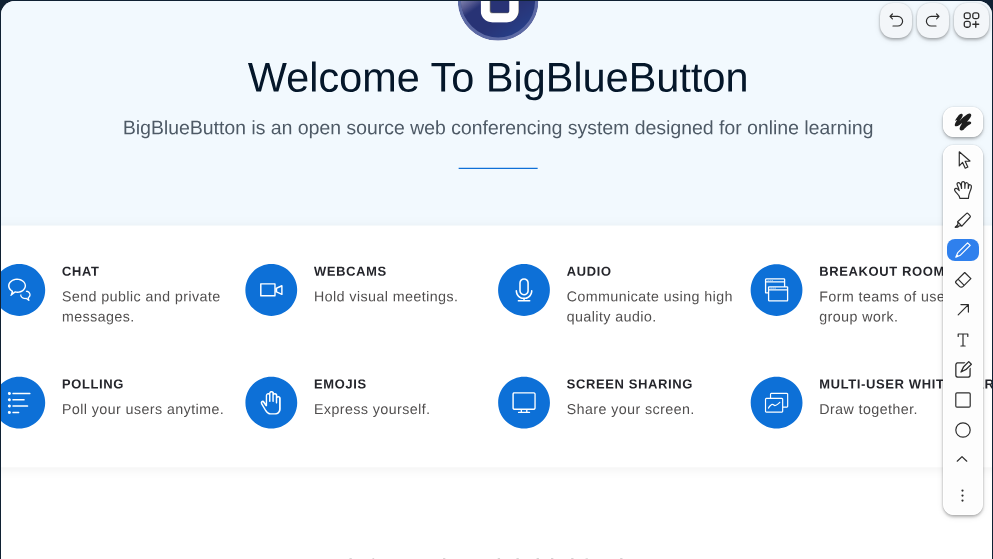 Welcome To BigBlueButton
BigBlueButton is an open source web conferencing system designed for online learning
CHAT
Send public and private
messages.
WEBCAMS
Hold visual meetings.
AUDIO
Communicate using high
quality audio.
BREAKOUT ROOM
Form teams of use
group work.
POLLING
Poll your users anytime.
EMOJIS
Express yourself.
SCREEN SHARING
Share your screen.
MULTI-USER WHIT
Draw together.